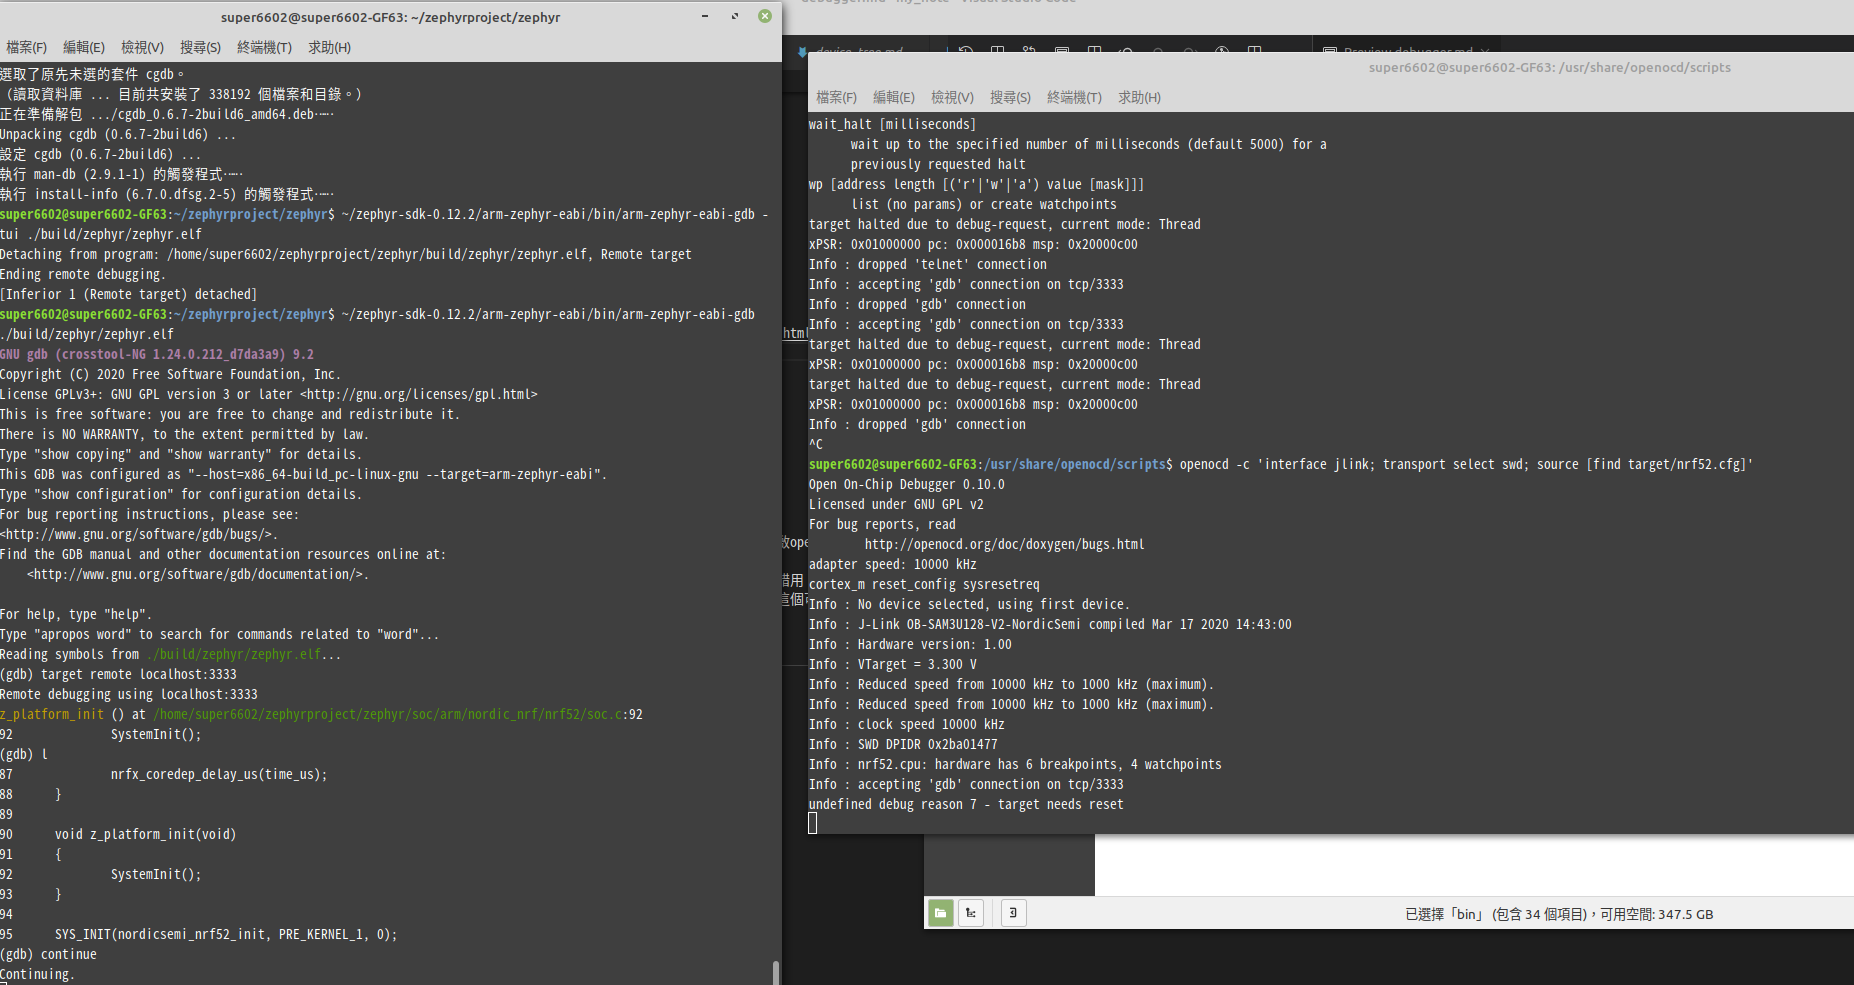 super6602@super6602-GF63: ~/zephyrproject/zephyr
檔案(F) 編輯(E) 檢視(V) 搜尋(S) 終端機(T) 求助(H)
選取了原先未選的套件 cgdb。
（讀取資料庫 ... 目前共安裝了 338192 個檔案和目錄。）
正在準備解包 .../cgdb_0.6.7-2build6_amd64.deb……
Unpacking cgdb (0.6.7-2build6) ...
設定 cgdb (0.6.7-2build6) ...
執行 man-db (2.9.1-1) 的觸發程式……
執行 install-info (6.7.0.dfsg.2-5) 的觸發程式……
super6602@super6602-GF63:~/zephyrproject/zephyr$ ~/zephyr-sdk-0.12.2/arm-zephyr-eabi/bin/arm-zephyr-eabi-gdb -
tui ./build/zephyr/zephyr.elf
Detaching from program: /home/super6602/zephyrproject/zephyr/build/zephyr/zephyr.elf, Remote target
Ending remote debugging.
[Inferior 1 (Remote target) detached]
super6602@super6602-GF63:~/zephyrproject/zephyr$ ~/zephyr-sdk-0.12.2/arm-zephyr-eabi/bin/arm-zephyr-eabi-gdb
./build/zephyr/zephyr.elf
GNU gdb (crosstool-NG 1.24.0.212_d7da3a9) 9.2
Copyright (C) 2020 Free Software Foundation, Inc.
License GPLv3+: GNU GPL version 3 or later <http://gnu.org/licenses/gpl.html>
This is free software: you are free to change and redistribute it.
There is NO WARRANTY, to the extent permitted by law.
Type "show copying" and "show warranty" for details.
This GDB was configured as "--host=x86_64-build_pc-linux-gnu --target=arm-zephyr-eabi".
Type "show configuration" for configuration details.
For bug reporting instructions, please see:
<http://www.gnu.org/software/gdb/bugs/>.
Find the GDB manual and other documentation resources online at:
    <http://www.gnu.org/software/gdb/documentation/>.
For help, type "help".
Type "apropos word" to search for commands related to "word"...
Reading symbols from ./build/zephyr/zephyr.elf...
(gdb) target remote localhost:3333
Remote debugging using localhost:3333
z_platform_init () at /home/super6602/zephyrproject/zephyr/soc/arm/nordic_nrf/nrf52/soc.c:92
92              SystemInit();
(gdb) l
87              nrfx_coredep_delay_us(time_us);
88      }
89
90      void z_platform_init(void)
91      {
92              SystemInit();
93      }
94
95      SYS_INIT(nordicsemi_nrf52_init, PRE_KERNEL_1, 0);
(gdb) continue
Continuing.
device_tree.md
Preview debugger.md
html
啟ope
錯用
這個
super6602@super6602-GF63: /usr/share/openocd/scripts
檔案(F) 編輯(E) 檢視(V) 搜尋(S) 終端機(T) 求助(H)
wait_halt [milliseconds]
      wait up to the specified number of milliseconds (default 5000) for a
      previously requested halt
wp [address length [('r'|'w'|'a') value [mask]]]
      list (no params) or create watchpoints
target halted due to debug-request, current mode: Thread
xPSR: 0x01000000 pc: 0x000016b8 msp: 0x20000c00
Info : dropped 'telnet' connection
Info : accepting 'gdb' connection on tcp/3333
Info : dropped 'gdb' connection
Info : accepting 'gdb' connection on tcp/3333
target halted due to debug-request, current mode: Thread
xPSR: 0x01000000 pc: 0x000016b8 msp: 0x20000c00
target halted due to debug-request, current mode: Thread
xPSR: 0x01000000 pc: 0x000016b8 msp: 0x20000c00
Info : dropped 'gdb' connection
^C
super6602@super6602-GF63:/usr/share/openocd/scripts$ openocd -c 'interface jlink; transport select swd; source [find target/nrf52.cfg]'
Open On-Chip Debugger 0.10.0
Licensed under GNU GPL v2
For bug reports, read
        http://openocd.org/doc/doxygen/bugs.html
adapter speed: 10000 kHz
cortex_m reset_config sysresetreq
Info : No device selected, using first device.
Info : J-Link OB-SAM3U128-V2-NordicSemi compiled Mar 17 2020 14:43:00
Info : Hardware version: 1.00
Info : VTarget = 3.300 V
Info : Reduced speed from 10000 kHz to 1000 kHz (maximum).
Info : Reduced speed from 10000 kHz to 1000 kHz (maximum).
Info : clock speed 10000 kHz
Info : SWD DPIDR 0x2ba01477
Info : nrf52.cpu: hardware has 6 breakpoints, 4 watchpoints
Info : accepting 'gdb' connection on tcp/3333
undefined debug reason 7 - target needs reset
已選擇「bin」 (包含 34 個項目)，可用空間: 347.5 GB